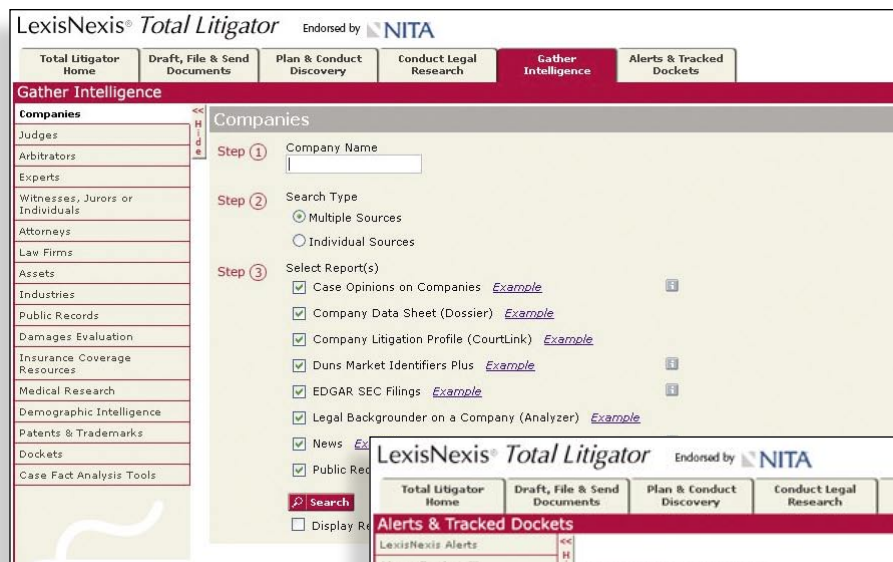 LexisNexis® Total Litigator Endorsed by NITA
Total Litigator Home
Draft, File & Send Documents
Plan & Conduct Discovery
Conduct Legal Research
Gather Intelligence
Alerts & Tracked Dockets
Gather Intelligence
Companies
Judges
Arbitrators
Experts
Witnesses, Jurors or
Individuals
Attorneys
Law Firms
Assets
Industries
Public Records
Damages Evaluation
Insurance Coverage
Resources
Medical Research
Demographic Intelligence
Patents & Trademarks
Dockets
Case Fact Analysis Tools
<< Hide
Companies
Step 1 Company Name
Step 2 Search Type
Multiple Sources
Individual Sources
Step 3 Select Report(s)
Case Opinions on Companies Example
Company Data Sheet (Dossier) Example
Company Litigation Profile (CourtLink) Example
Duns Market Identifiers Plus Example
EDGAR SEC Filings Example
Legal Backgrounder on a Company (Analyzer) Example
News Ex
Public Rec
Search
Display Re
LexisNexis® Total Litigator Endorsed by NITA
Total Litigator Home
Draft, File & Send Documents
Plan & Conduct Discovery
Conduct Legal Research
Alerts & Tracked Dockets
LexisNexis Alerts
<< H